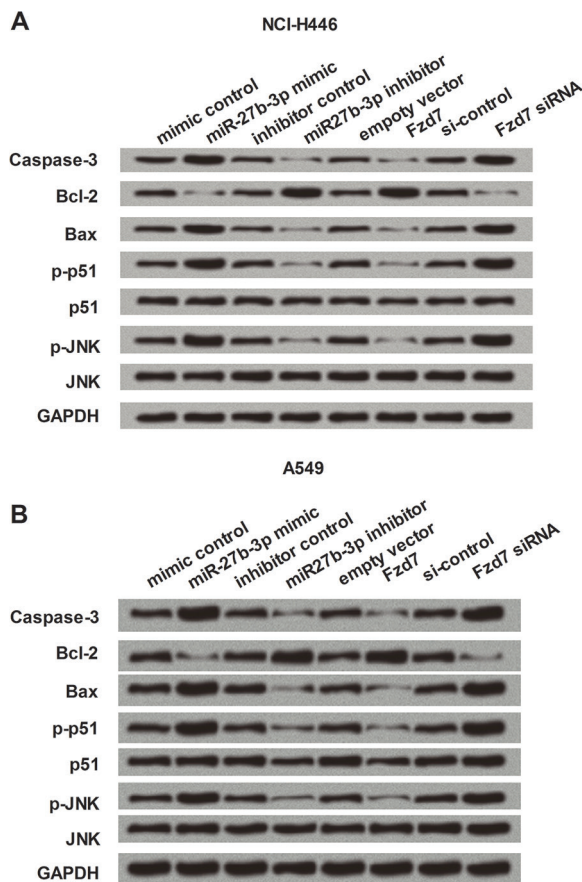 A
NCI-H446
mimic control
miR-27b-3p mimic
inhibitor control
miR27b-3p inhibitor
empoty vector
Fzd7
si-control
Fzd7 siRNA
Caspase-3
Bcl-2
Bax
p-p51
p51
p-JNK
JNK
GAPDH
A549
B
mimic control
miR-27b-3p mimic
inhibitor control
miR27b-3p inhibitor
empty vector
Fzd7
si-control
Fzd7 siRNA
Caspase-3
Bcl-2
Bax
p-p51
p51
p-JNK
JNK
GAPDH